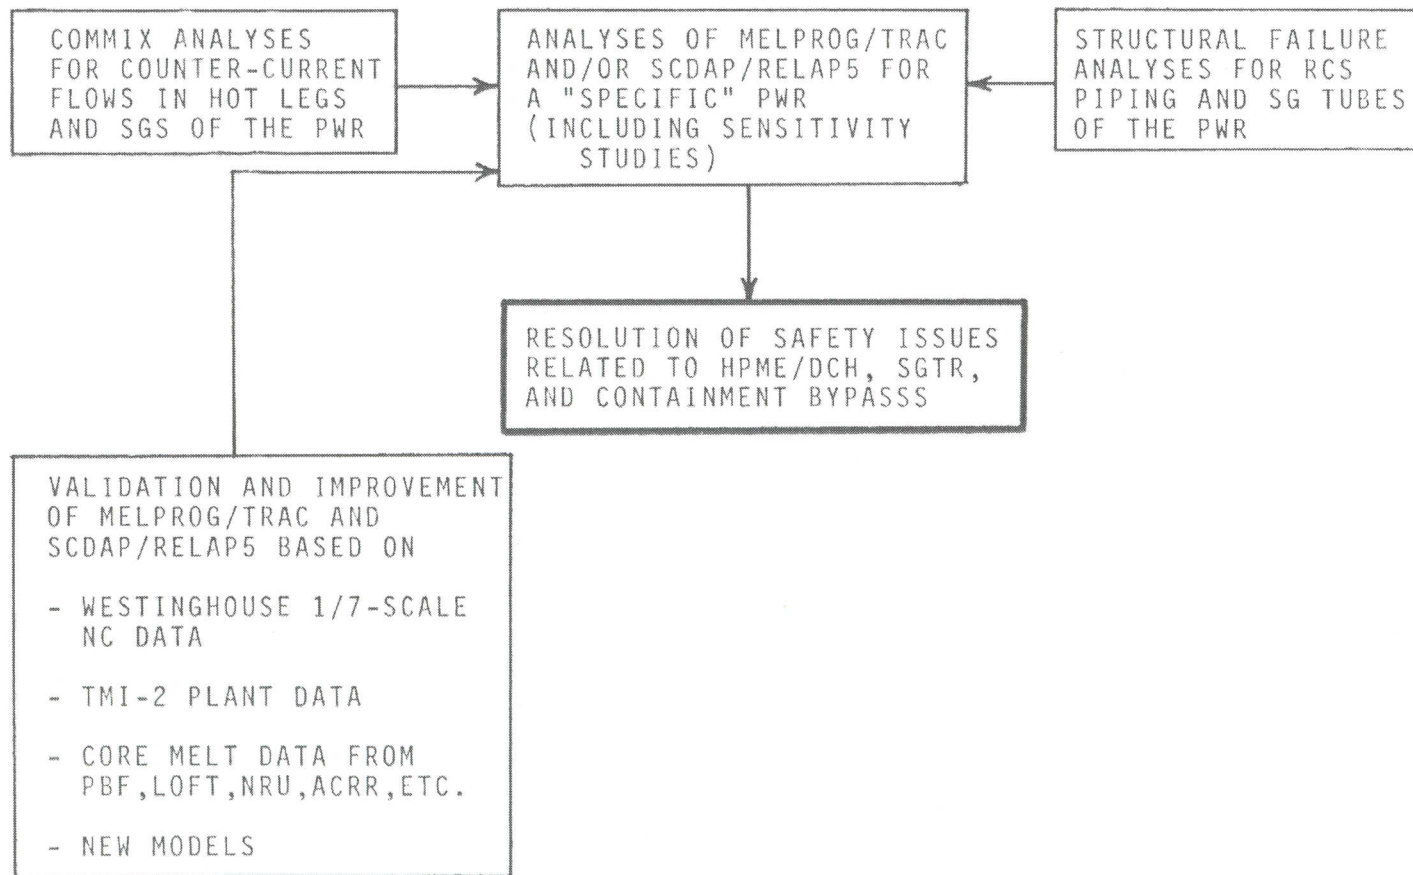 COMMIX ANALYSES
FOR COUNTER-CURRENT
FLOWS IN HOT LEGS
AND SGS OF THE PWR
ANALYSES OF MELPROG/TRAC
AND/OR SCDAP/RELAP5 FOR
A "SPECIFIC" PWR
(INCLUDING SENSITIVITY
STUDIES)
STRUCTURAL FAILURE
ANALYSES FOR RCS
PIPING AND SG TUBES
OF THE PWR
RESOLUTION OF SAFETY ISSUES
RELATED TO HPME/DCH, SGTR,
AND CONTAINMENT BYPASSS
VALIDATION AND IMPROVEMENT
OF MELPROG/TRAC AND
SCDAP/RELAP5 BASED ON
- WESTINGHOUSE 1/7-SCALE
NC DATA
- TMI-2 PLANT DATA
- CORE MELT DATA FROM
PBF,LOFT,NRU,ACRR,ETC.
- NEW MODELS